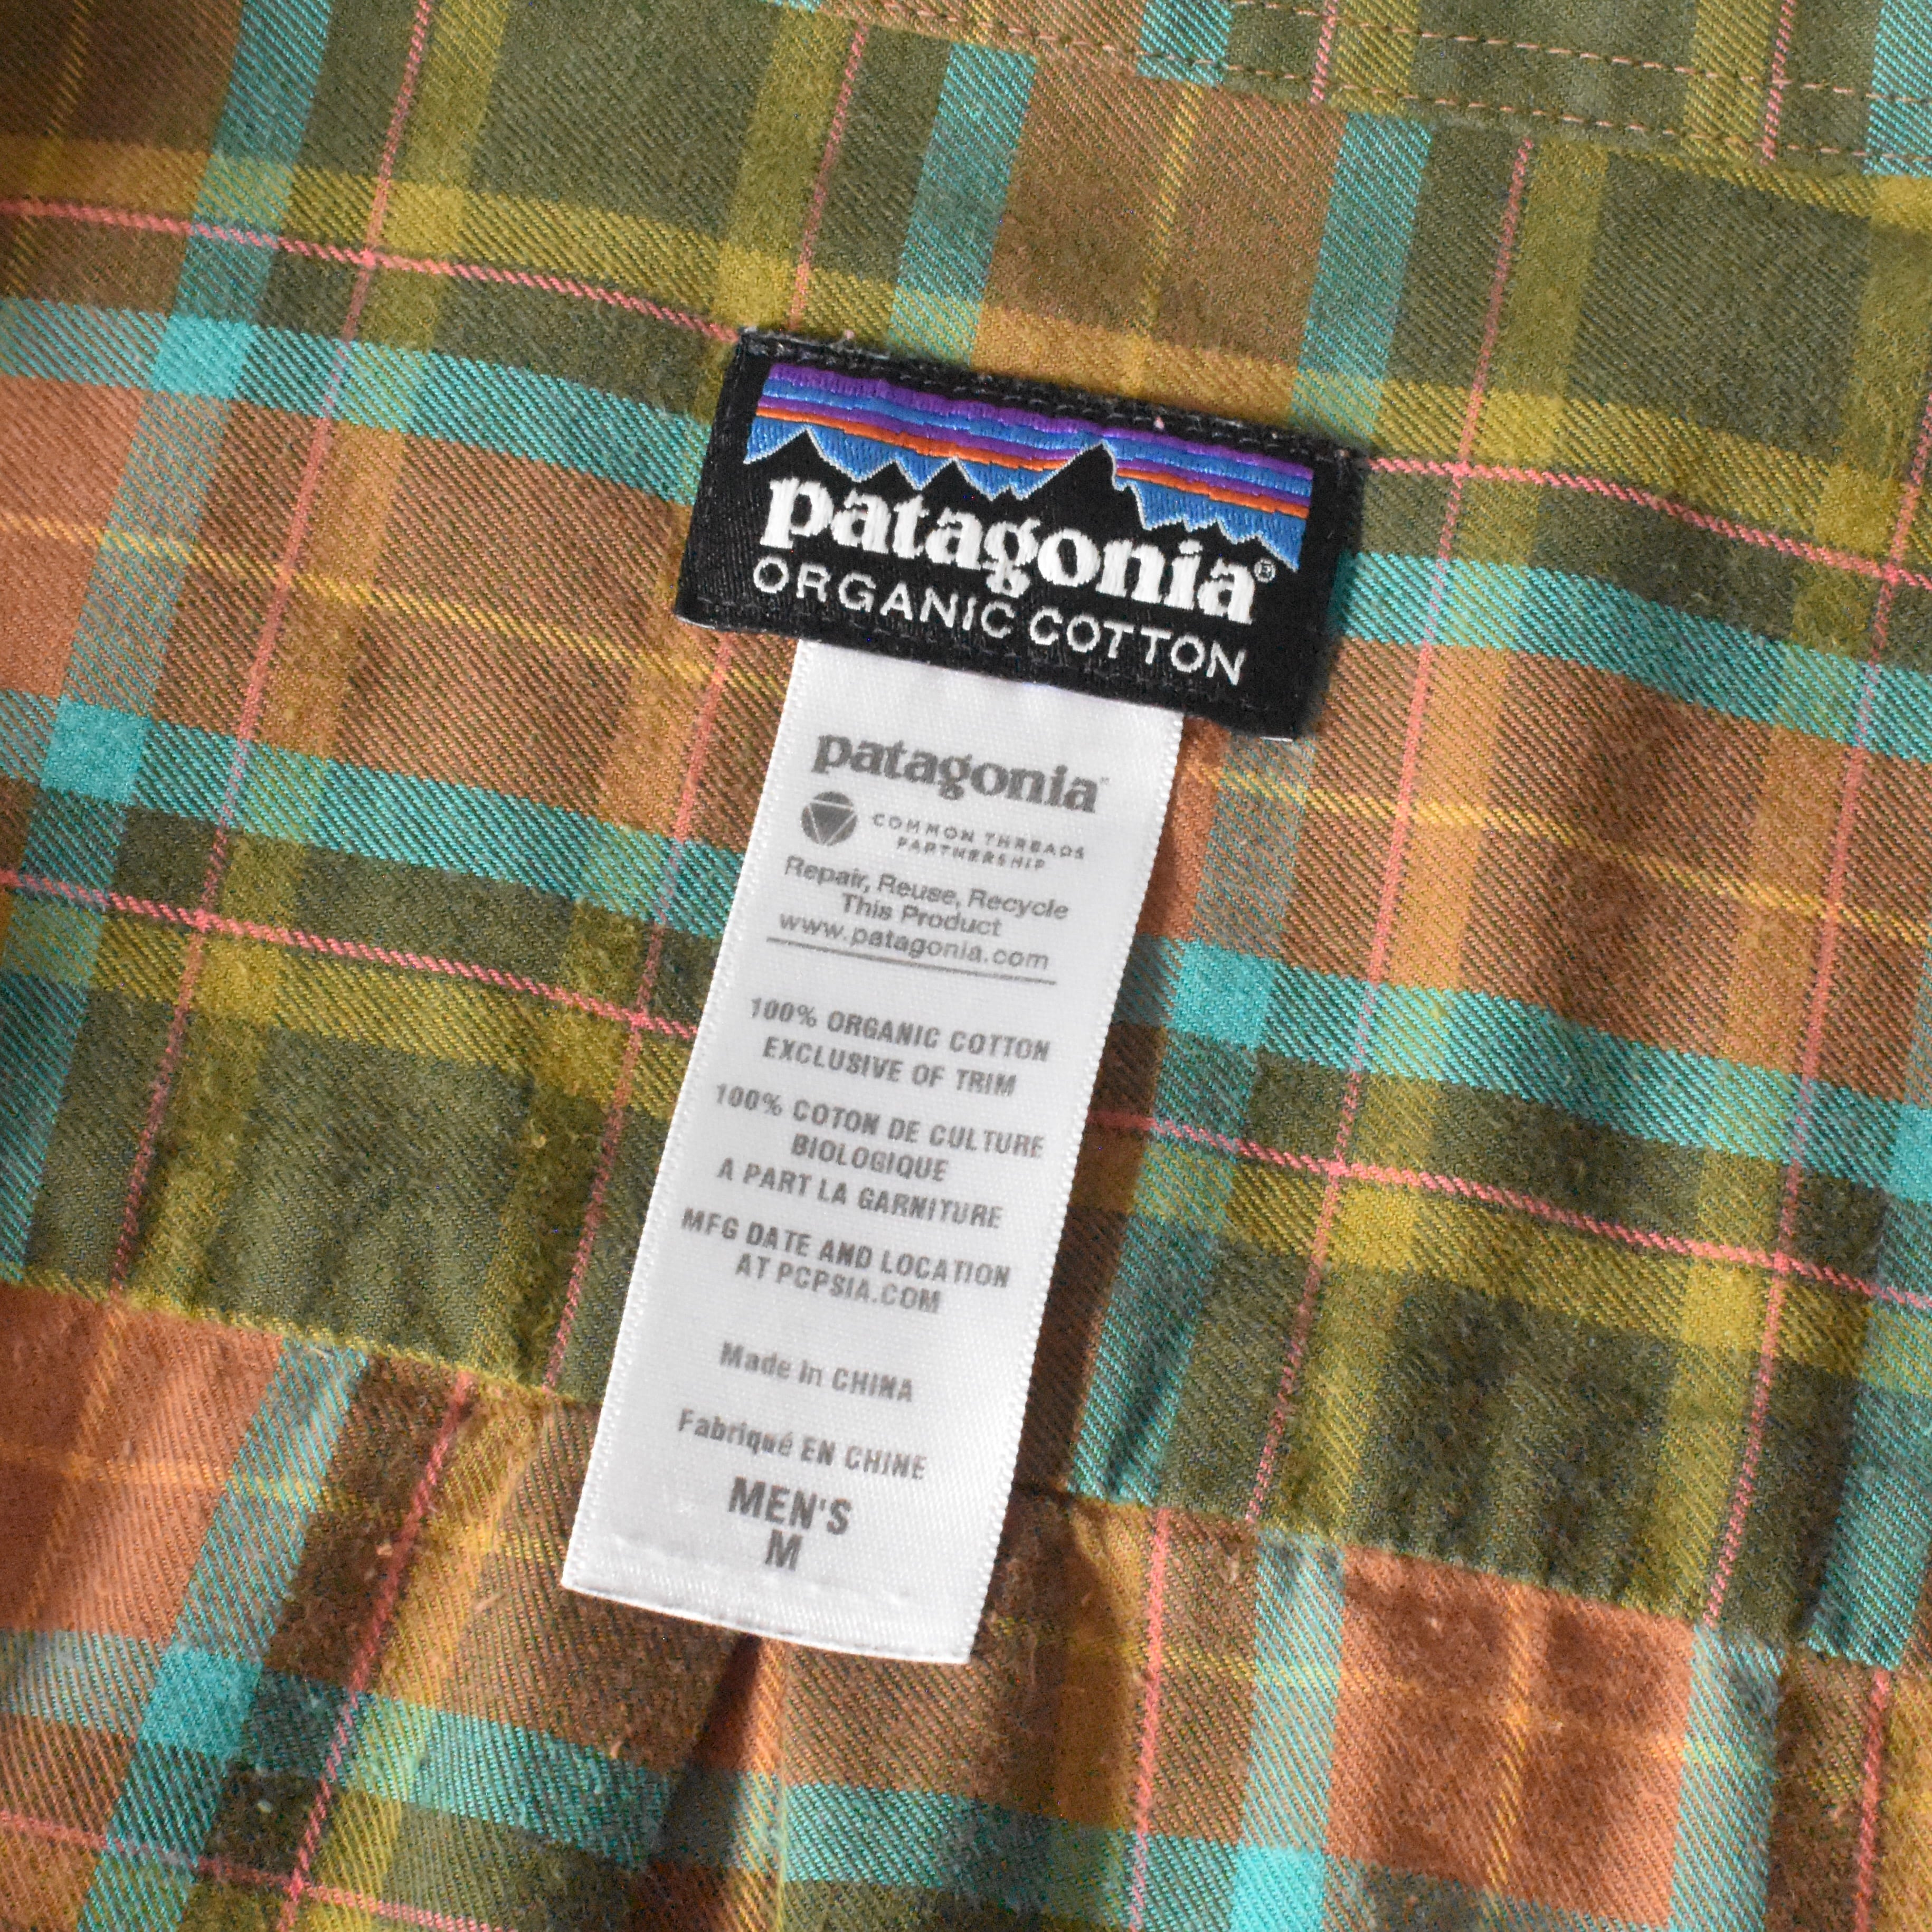 patagonia®
ORGANIC COTTON
patagonia™
COMMON THREADS
PARTNERSHIP
Repair, Reuse, Recycle
This Product
www.patagonia.com
100% ORGANIC COTTON
EXCLUSIVE OF TRIM
100% COTON DE CULTURE
BIOLOGIQUE
A PART LA GARNITURE
MFG DATE AND LOCATION
AT PCPSIA.COM
Made in CHINA
Fabriqué EN CHINE
MEN'S
M